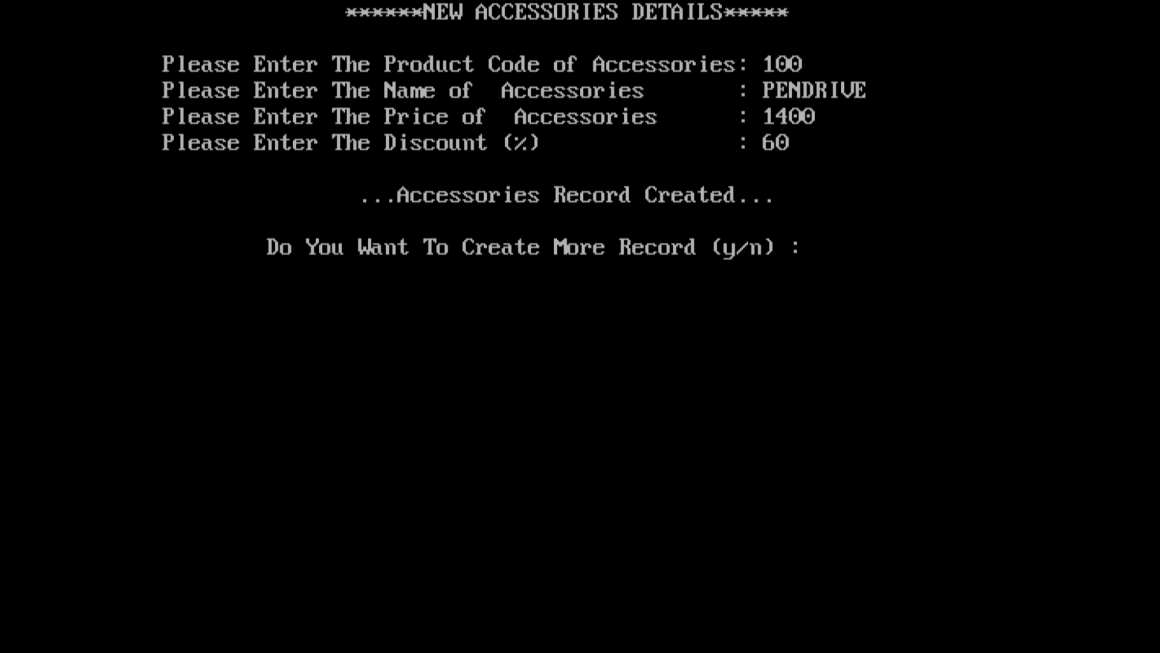 ******NEW ACCESSORIES DETAILS*****
Please Enter The Product Code of Accessories: 100
Please Enter The Name of  Accessories       : PENDRIVE
Please Enter The Price of  Accessories      : 1400
Please Enter The Discount (%)               : 60
...Accessories Record Created...
Do You Want To Create More Record (y/n) :